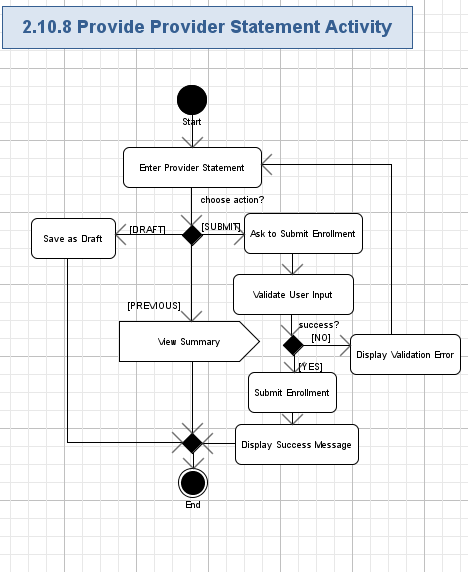 2.10.8 Provide Provider Statement Activity
Start
Enter Provider Statement
choose action?
[DRAFT]
[SUBMIT]
Save as Draft
Ask to Submit Enrollment
Validate User Input
[PREVIOUS]
success?
[NO]
View Summary
Display Validation Error
[YES]
Submit Enrollment
Display Success Message
End